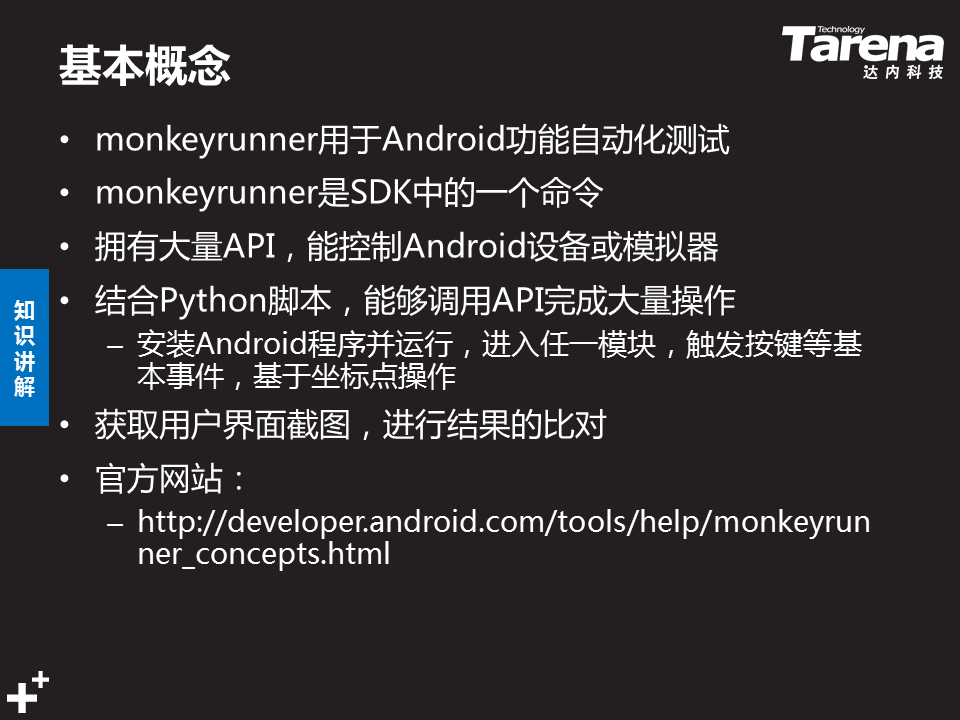 基本概念
Technology
Tarena
达内科技
• monkeyrunner用于Android功能自动化测试
• monkeyrunner是SDK中的一个命令
• 拥有大量API，能控制Android设备或模拟器
• 结合Python脚本，能够调用API完成大量操作
– 安装Android程序并运行，进入任一模块，触发按键等基
本事件，基于坐标点操作
• 获取用户界面截图，进行结果的比对
• 官方网站：
– http://developer.android.com/tools/help/monkeyrun
ner_concepts.html
知
识
讲
解